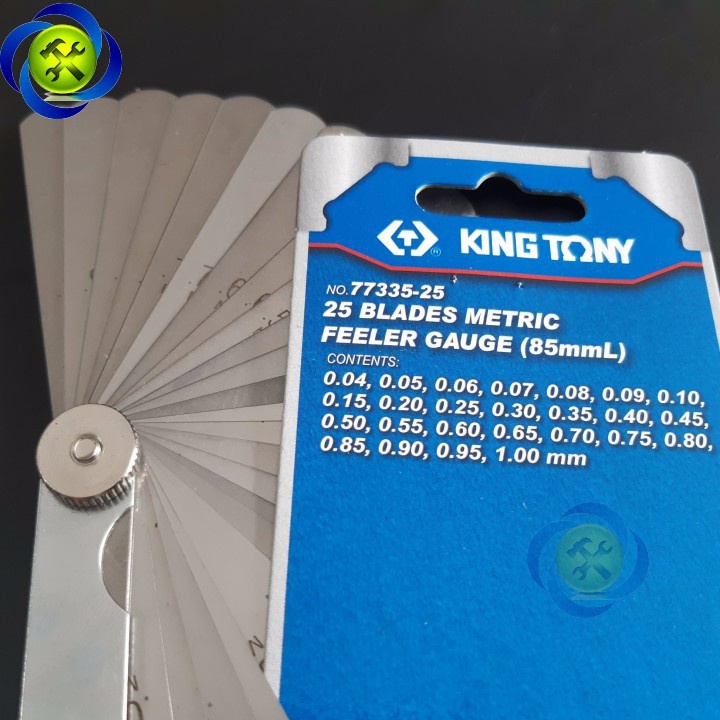 KING TONY
NO. 77335-25
25 BLADES METRIC
FEELER GAUGE (85mmL)
CONTENTS:
0.04, 0.05, 0.06, 0.07, 0.08, 0.09, 0.10,
0.15, 0.20, 0.25, 0.30, 0.35, 0.40, 0.45,
0.50, 0.55, 0.60, 0.65, 0.70, 0.75, 0.80,
0.85, 0.90, 0.95, 1.00 mm